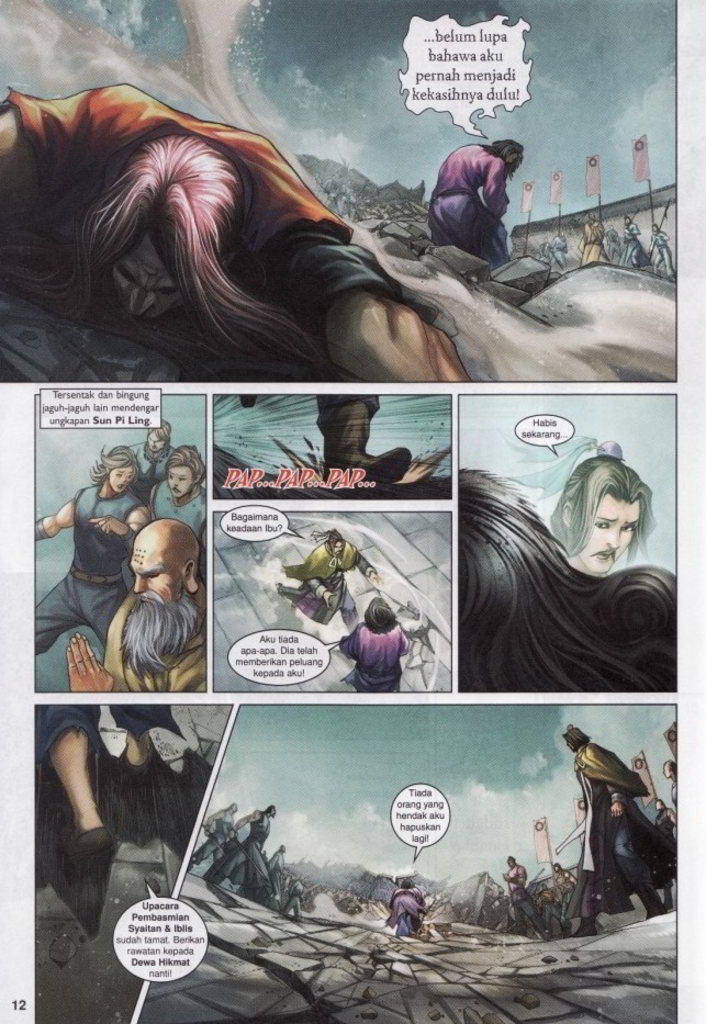 ...belum lupa
bahawa aku
pernah menjadi
kekasihnya dulu!
Tersentak dan bingung
jaguh-jaguh lain mendengar
ungkapan Sun Pi Ling.
PAP...PAP...PAP...
Bagaimana
keadaan Ibu?
Aku tiada
apa-apa. Dia telah
memberikan peluang
kepada aku!
Habis
sekarang...
Upacara
Pembasmian
Syaitan & Iblis
sudah tamat. Berikan
rawatan kepada
Dewa Hikmat
nanti!
Tiada
orang yang
hendak aku
hapuskan
lagi!
12